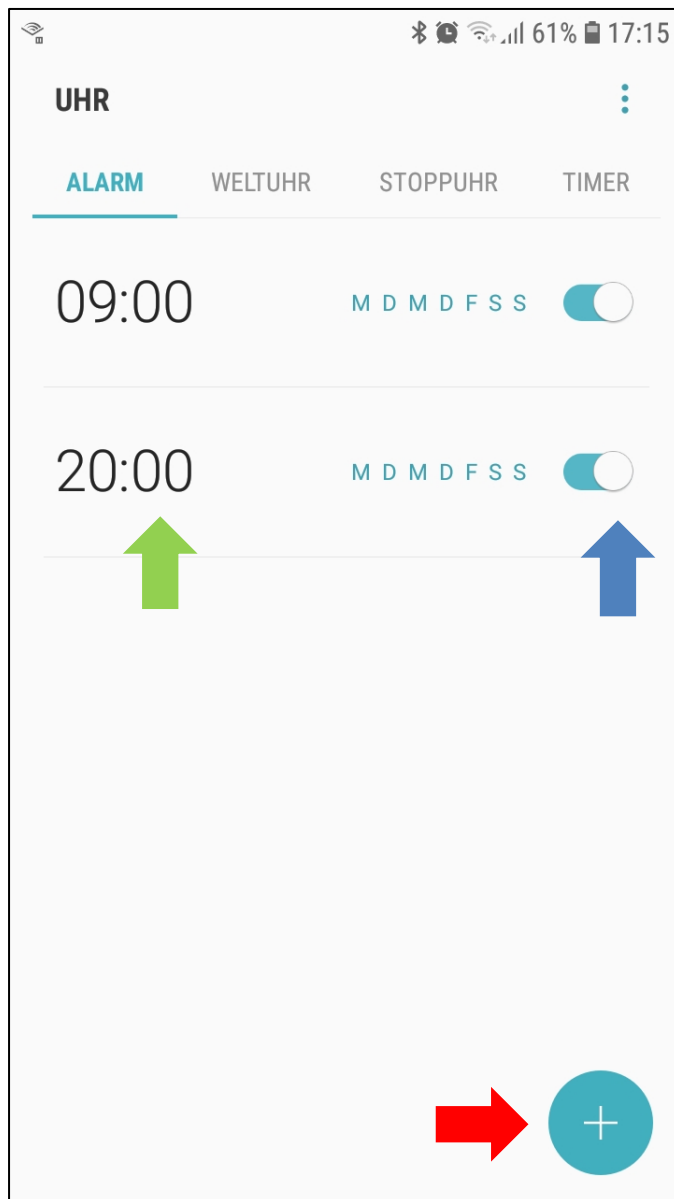 61% 17:15
UHR
ALARM WELTUHR STOPPUHR TIMER
09:00 M D M D F S S
20:00 M D M D F S S